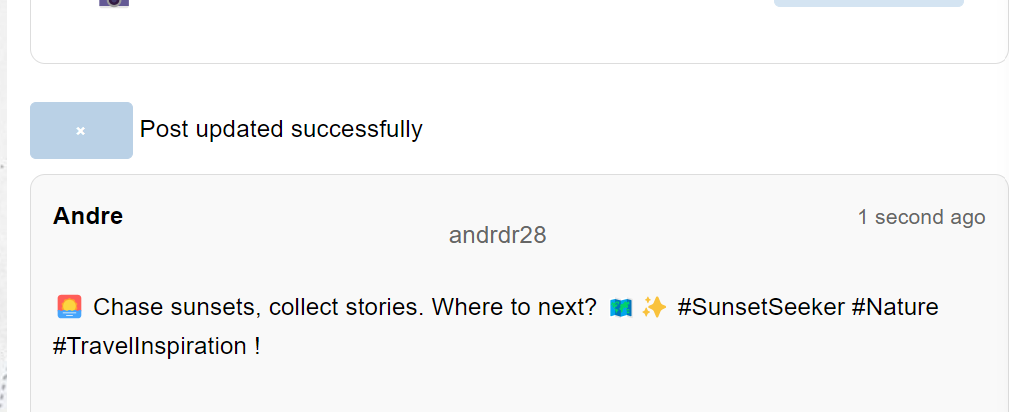 × Post updated successfully
Andre
1 second ago
andrdr28
🌅 Chase sunsets, collect stories. Where to next? 🗺️ ✨ #SunsetSeeker #Nature
#TravelInspiration !